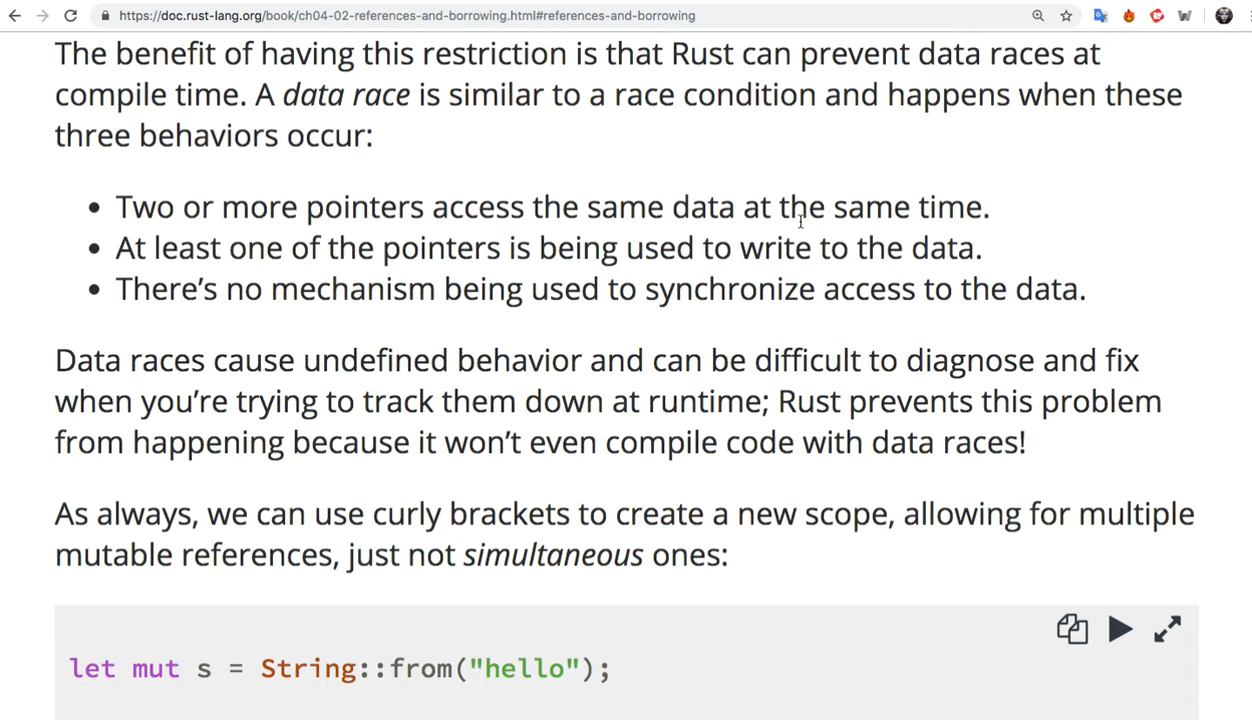 https://doc.rust-lang.org/book/ch04-02-references-and-borrowing.html#references-and-borrowing
The benefit of having this restriction is that Rust can prevent data races at
compile time. A data race is similar to a race condition and happens when these
three behaviors occur:
• Two or more pointers access the same data at the same time.
• At least one of the pointers is being used to write to the data.
• There’s no mechanism being used to synchronize access to the data.
Data races cause undefined behavior and can be difficult to diagnose and fix
when you’re trying to track them down at runtime; Rust prevents this problem
from happening because it won’t even compile code with data races!
As always, we can use curly brackets to create a new scope, allowing for multiple
mutable references, just not simultaneous ones:
let mut s = String::from("hello");